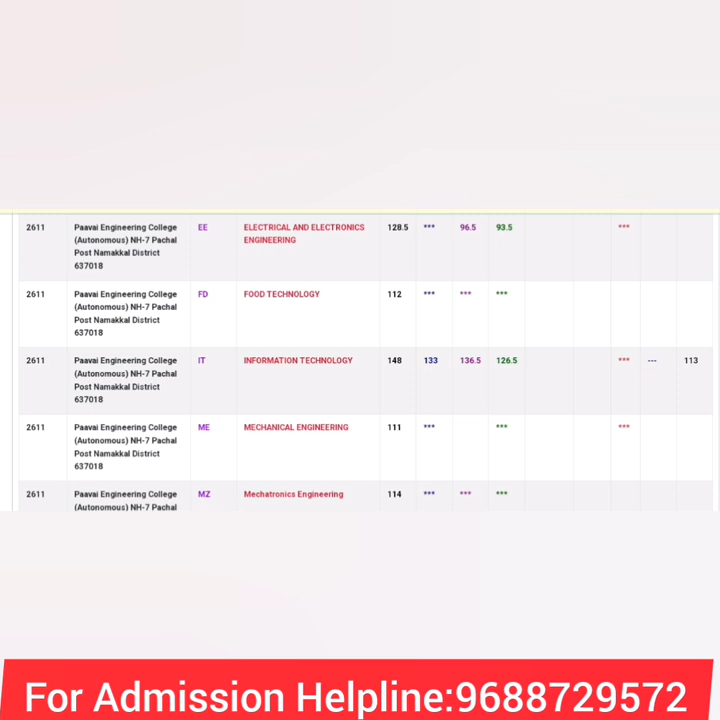 2611 Paavai Engineering College EE ELECTRICAL AND ELECTRONICS 128.5 *** 96.5 93.5 ***
(Autonomous) NH-7 Pachal ENGINEERING
Post Namakkal District
637018
2611 Paavai Engineering College FD FOOD TECHNOLOGY 112 *** *** ***
(Autonomous) NH-7 Pachal
Post Namakkal District
637018
2611 Paavai Engineering College IT INFORMATION TECHNOLOGY 148 133 136.5 126.5 *** --- 113
(Autonomous) NH-7 Pachal
Post Namakkal District
637018
2611 Paavai Engineering College ME MECHANICAL ENGINEERING 111 *** *** ***
(Autonomous) NH-7 Pachal
Post Namakkal District
637018
2611 Paavai Engineering College MZ Mechatronics Engineering 114 *** *** ***
(Autonomous) NH-7 Pachal
For Admission Helpline:9688729572